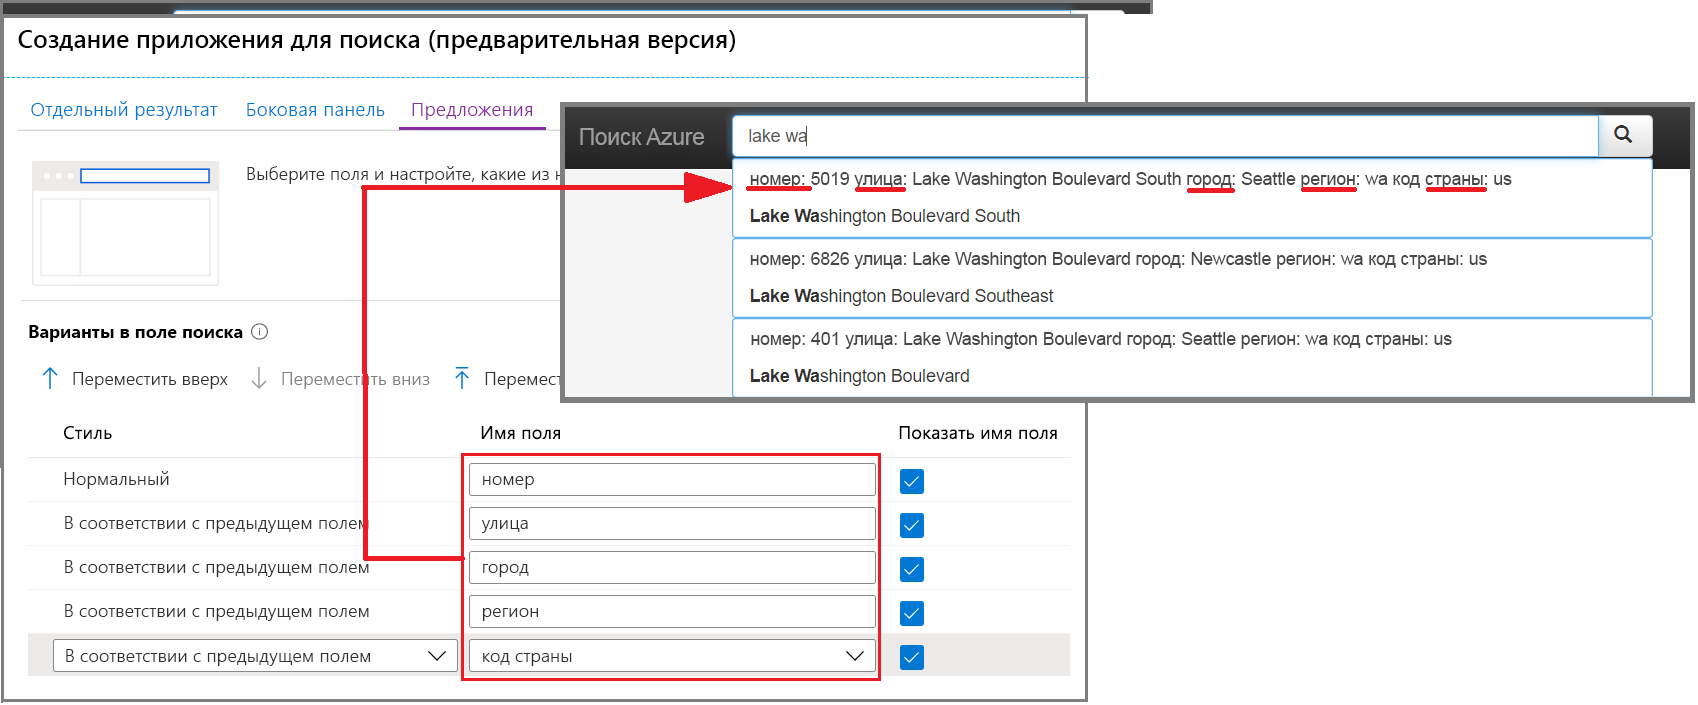 Создание приложения для поиска (предварительная версия)
Отдельный результат Боковая панель Предложения
Выберите поля и настройте, какие из
Поиск Azure
lake wa
номер: 5019 улица: Lake Washington Boulevard South город: Seattle регион: wa код страны: us
Lake Washington Boulevard South
номер: 6826 улица: Lake Washington Boulevard город: Newcastle регион: wa код страны: us
Lake Washington Boulevard Southeast
номер: 401 улица: Lake Washington Boulevard город: Seattle регион: wa код страны: us
Lake Washington Boulevard
Варианты в поле поиска
Переместить вверх Переместить вниз
Стиль Имя поля Показать имя поля
Нормальный номер
В соответствии с предыдущем полем улица
В соответствии с предыдущем полем город
В соответствии с предыдущем полем регион
В соответствии с предыдущем полем код страны